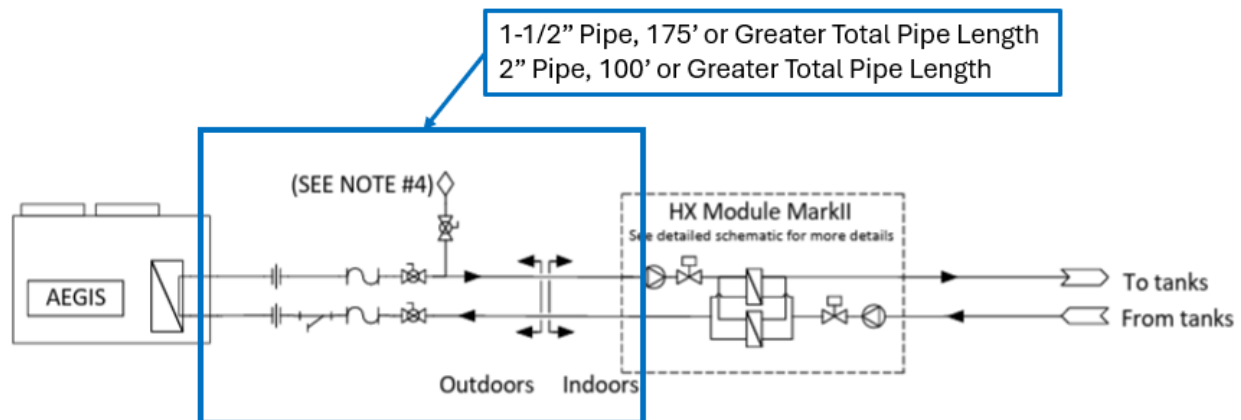 1-1/2” Pipe, 175’ or Greater Total Pipe Length
2” Pipe, 100’ or Greater Total Pipe Length
(SEE NOTE #4)
HX Module MarkII
See detailed schematic for more details
AEGIS
To tanks
From tanks
Outdoors
Indoors